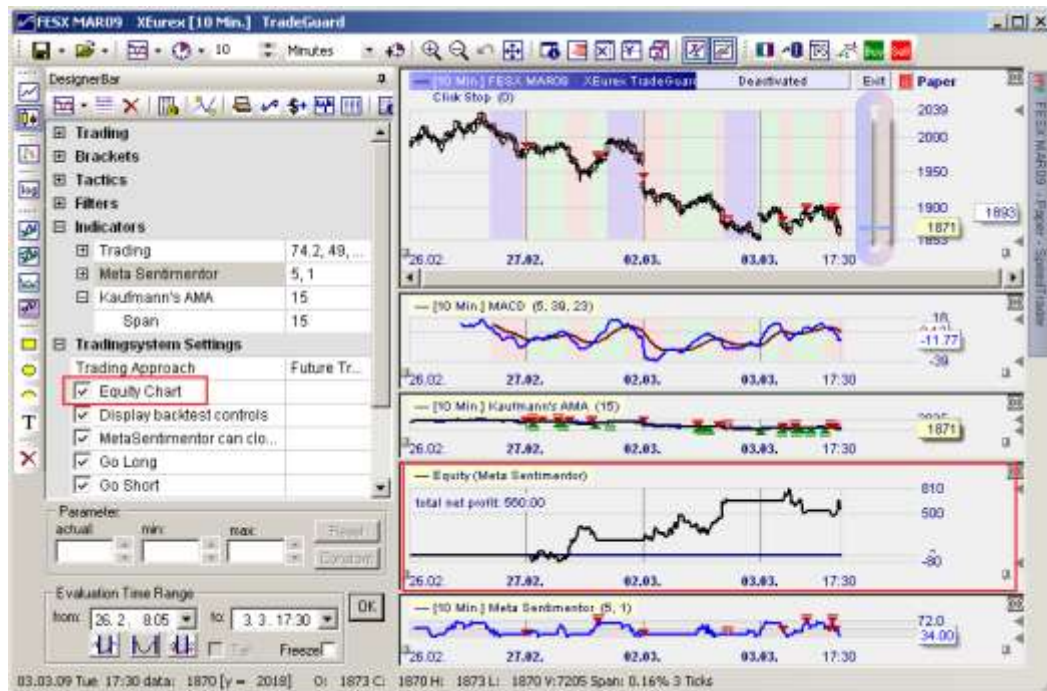 FESX MAR09 XEurex [10 Min.] TradeGuard
10 Minutes
DesignerBar
Trading
Brackets
Tactics
Filters
Indicators
Trading 74.2, 49, ...
Meta Sentimentor 5, 1
Kaufmann's AMA 15
Span 15
Tradingsystem Settings
Trading Approach Future Tr...
Equity Chart
Display backtest controls
MetaSentimentor can clo...
Go Long
Go Short
Parameter
actual: min: max: Reset
Constant
Evaluation Time Range
from: 26. 2. 8:05 to: 3. 3. 17:30 OK
Freeze
[10 Min.] FESX MAR09 XEurex TradeGuard Deactivated Exit Paper
Click Stop (0)
2039
2000
1950
1900
1893
1871
1853
26.02. 27.02. 02.03. 03.03. 17:30
[10 Min.] MACD (5, 39, 23)
18
-11.77
-39
26.02. 27.02. 02.03. 03.03. 17:30
[10 Min.] Kaufmann's AMA (15)
1871
26.02. 27.02. 02.03. 03.03. 17:30
Equity (Meta Sentimentor)
total net profit: 560.00
810
500
-80
26.02. 27.02. 02.03. 03.03. 17:30
[10 Min.] Meta Sentimentor (5, 1)
72.0
34.00
26.02. 27.02. 02.03. 03.03. 17:30
FESX MAR09 - Paper - SpeedTrader
03.03.09 Tue 17:30 data: 1870 [y = 2018] O: 1873 C: 1870 H: 1873 L: 1870 V:7205 Span: 0.16% 3 Ticks